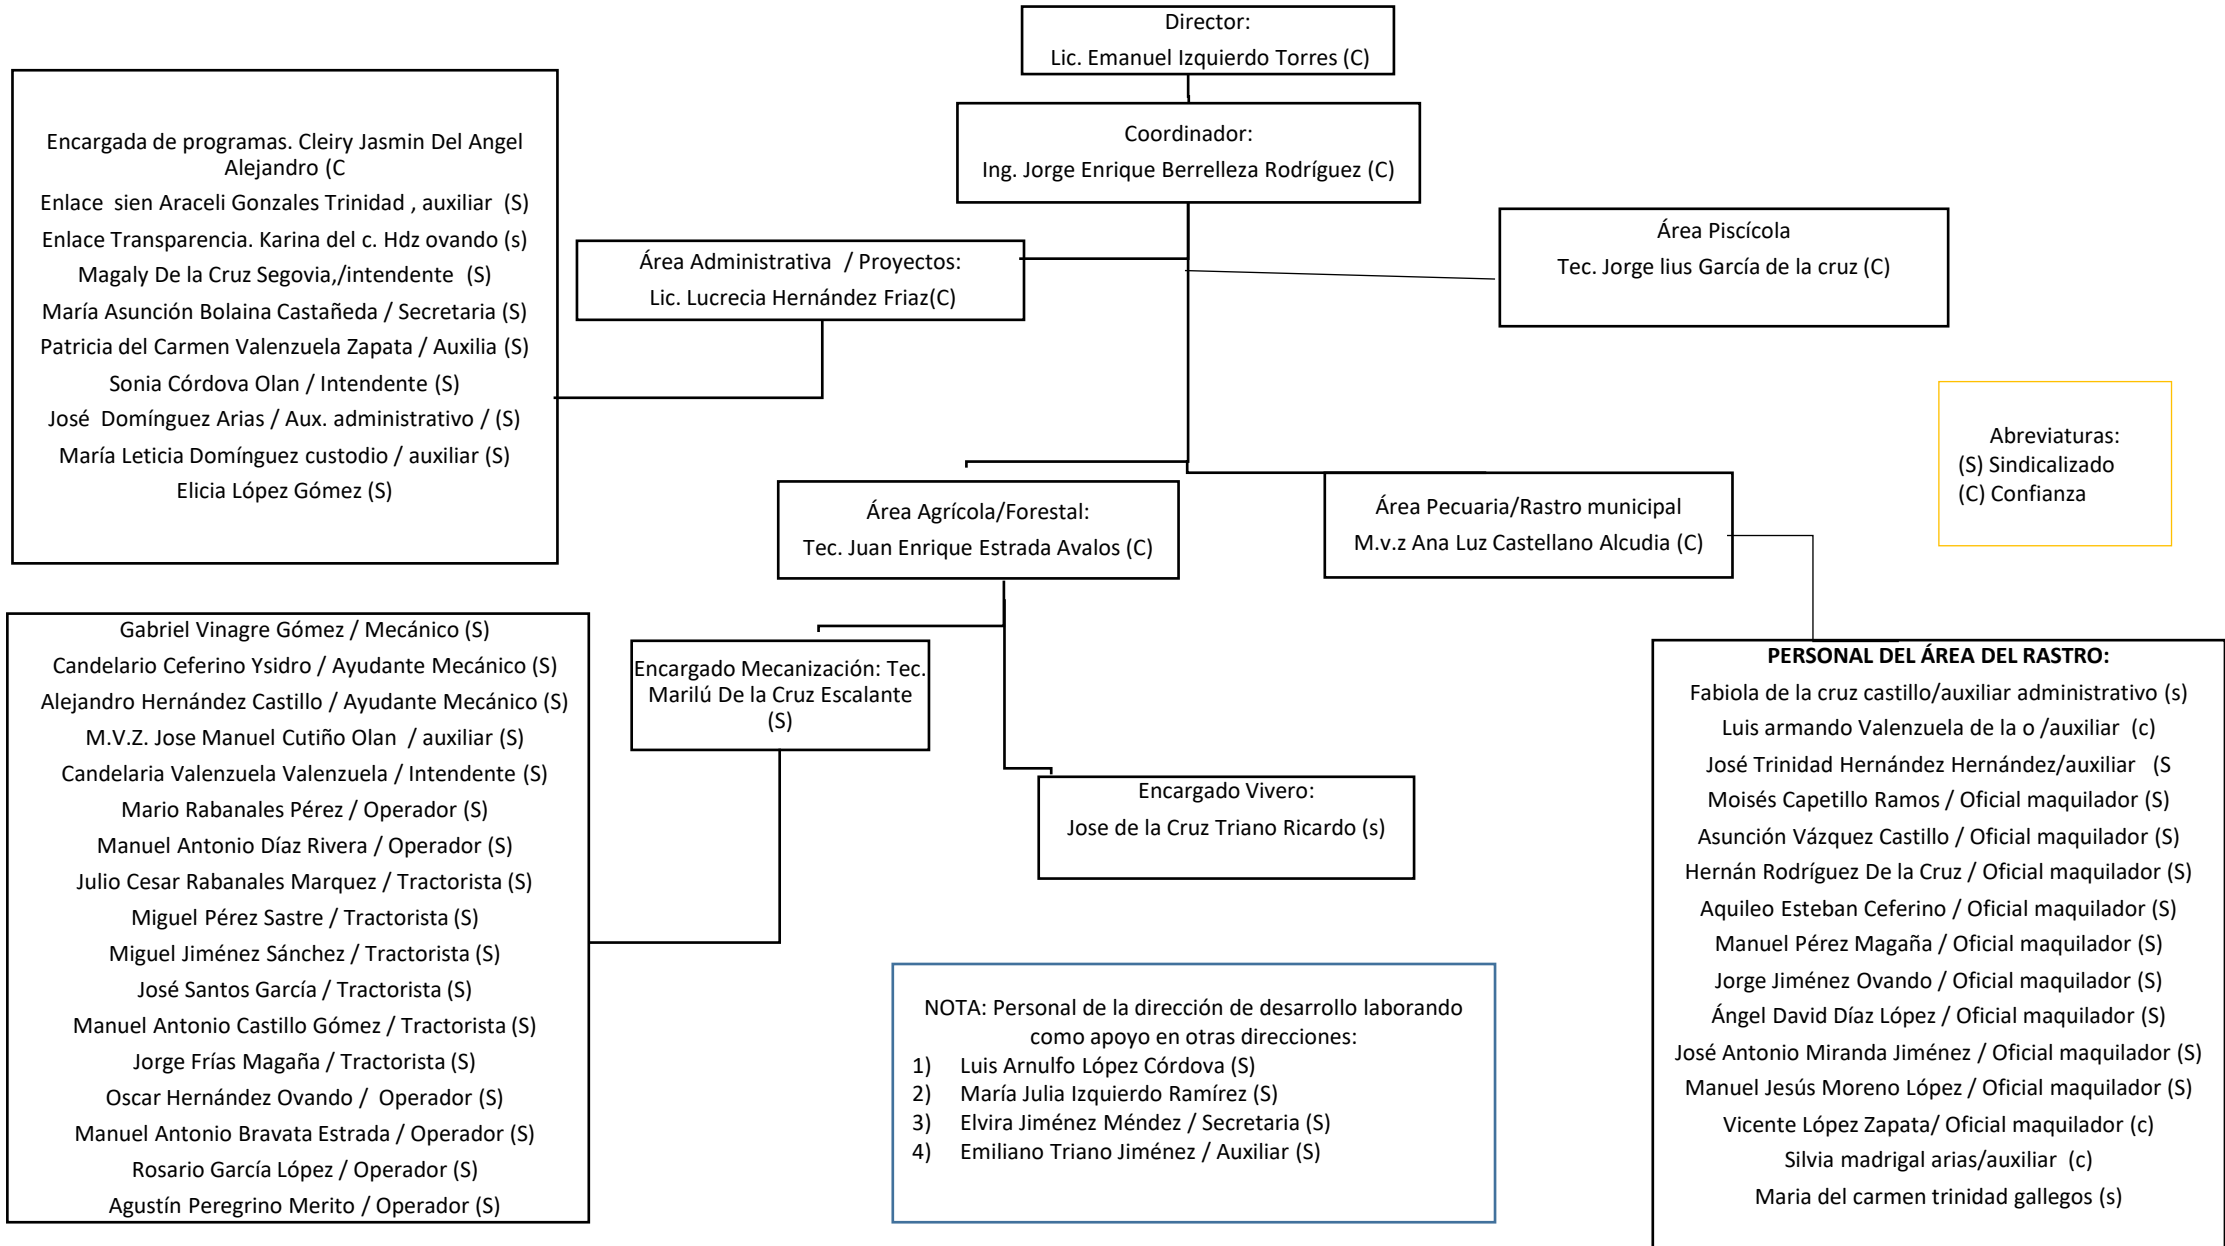 Director:
Lic. Emanuel Izquierdo Torres (C)
Coordinador:
Ing. Jorge Enrique Berrelleza Rodríguez (C)
Encargada de programas. Cleiry Jasmin Del Angel
Alejandro (C
Enlace  sien Araceli Gonzales Trinidad , auxiliar  (S)
Enlace Transparencia. Karina del c. Hdz ovando (s)
Magaly De la Cruz Segovia,/intendente  (S)
María Asunción Bolaina Castañeda / Secretaria (S)
Patricia del Carmen Valenzuela Zapata / Auxilia (S)
Sonia Córdova Olan / Intendente (S)
José  Domínguez Arias / Aux. administrativo / (S)
María Leticia Domínguez custodio / auxiliar (S)
Elicia López Gómez (S)
Área Administrativa  / Proyectos:
Lic. Lucrecia Hernández Friaz(C)
Área Piscícola
Tec. Jorge lius García de la cruz (C)
Abreviaturas:
(S) Sindicalizado
(C) Confianza
Área Agrícola/Forestal:
Tec. Juan Enrique Estrada Avalos (C)
Área Pecuaria/Rastro municipal
M.v.z Ana Luz Castellano Alcudia (C)
Gabriel Vinagre Gómez / Mecánico (S)
Candelario Ceferino Ysidro / Ayudante Mecánico (S)
Alejandro Hernández Castillo / Ayudante Mecánico (S)
M.V.Z. Jose Manuel Cutiño Olan  / auxiliar (S)
Candelaria Valenzuela Valenzuela / Intendente (S)
Mario Rabanales Pérez / Operador (S)
Manuel Antonio Díaz Rivera / Operador (S)
Julio Cesar Rabanales Marquez / Tractorista (S)
Miguel Pérez Sastre / Tractorista (S)
Miguel Jiménez Sánchez / Tractorista (S)
José Santos García / Tractorista (S)
Manuel Antonio Castillo Gómez / Tractorista (S)
Jorge Frías Magaña / Tractorista (S)
Oscar Hernández Ovando /  Operador (S)
Manuel Antonio Bravata Estrada / Operador (S)
Rosario García López / Operador (S)
Agustín Peregrino Merito / Operador (S)
Encargado Mecanización: Tec.
Marilú De la Cruz Escalante
(S)
Encargado Vivero:
Jose de la Cruz Triano Ricardo (s)
NOTA: Personal de la dirección de desarrollo laborando
como apoyo en otras direcciones:
1) Luis Arnulfo López Córdova (S)
2) María Julia Izquierdo Ramírez (S)
3) Elvira Jiménez Méndez / Secretaria (S)
4) Emiliano Triano Jiménez / Auxiliar (S)
PERSONAL DEL ÁREA DEL RASTRO:
Fabiola de la cruz castillo/auxiliar administrativo (s)
Luis armando Valenzuela de la o /auxiliar  (c)
José Trinidad Hernández Hernández/auxiliar   (S
Moisés Capetillo Ramos / Oficial maquilador (S)
Asunción Vázquez Castillo / Oficial maquilador (S)
Hernán Rodríguez De la Cruz / Oficial maquilador (S)
Aquileo Esteban Ceferino / Oficial maquilador (S)
Manuel Pérez Magaña / Oficial maquilador (S)
Jorge Jiménez Ovando / Oficial maquilador (S)
Ángel David Díaz López / Oficial maquilador (S)
José Antonio Miranda Jiménez / Oficial maquilador (S)
Manuel Jesús Moreno López / Oficial maquilador (S)
Vicente López Zapata/ Oficial maquilador (c)
Silvia madrigal arias/auxiliar  (c)
Maria del carmen trinidad gallegos (s)